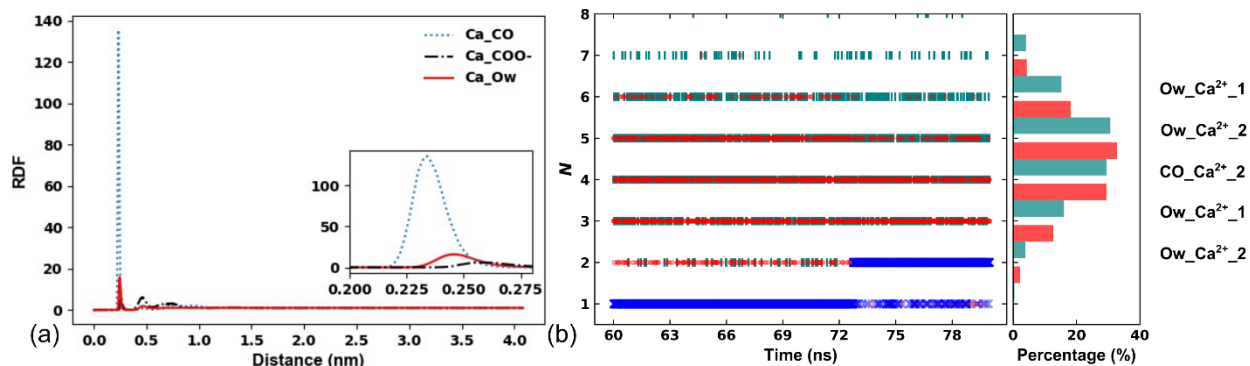 140
120
100
80
60
40
20
0
RDF
0.0 0.5 1.0 1.5 2.0 2.5 3.0 3.5 4.0
Distance (nm)
(a)
Ca_CO
Ca_COO-
Ca_Ow
100
50
0
0.200 0.225 0.250 0.275
8
7
6
5
4
3
2
1
N
60 63 66 69 72 75 78
Time (ns)
(b)
0 20 40
Percentage (%)
Ow_Ca²⁺_1
Ow_Ca²⁺_2
CO_Ca²⁺_2
Ow_Ca²⁺_1
Ow_Ca²⁺_2